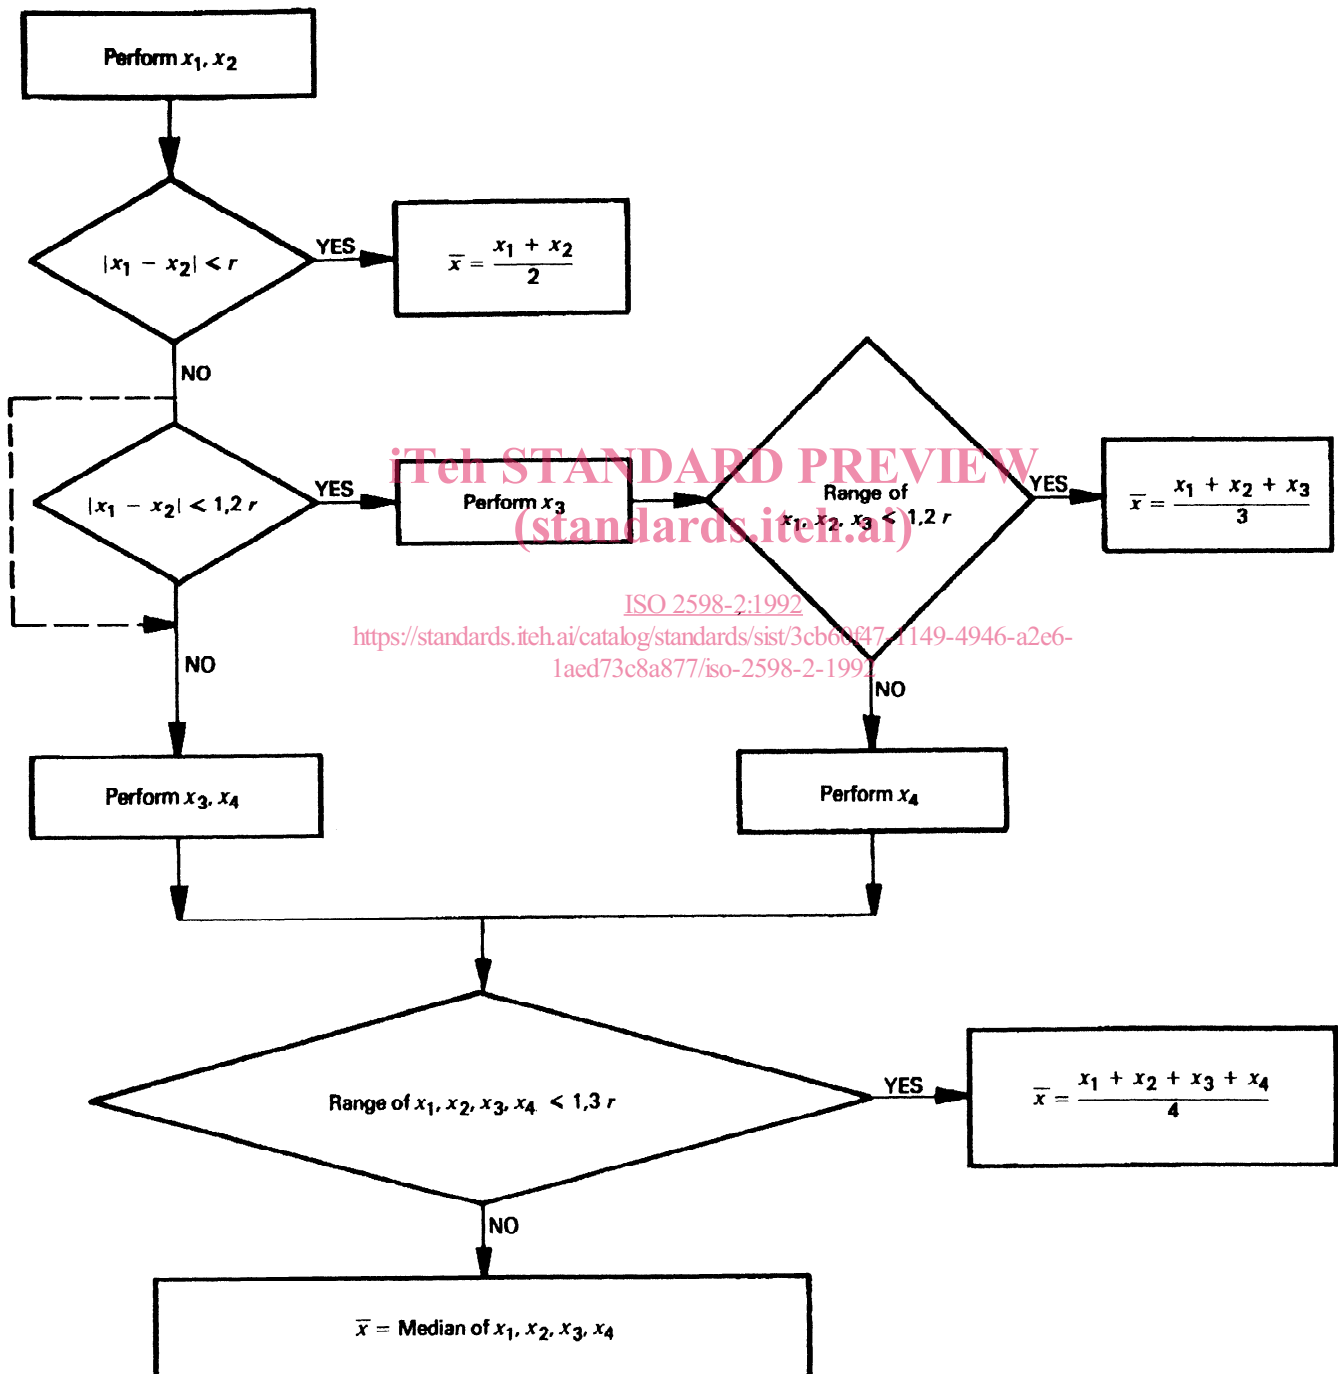 Perform x₁, x₂
|x₁ − x₂| < r
YES
x̅ = (x₁ + x₂)/2
NO
|x₁ − x₂| < 1,2 r
YES
Perform x₃
Range of
x₁, x₂, x₃ < 1,2 r
YES
x̅ = (x₁ + x₂ + x₃)/3
iTeh STANDARD PREVIEW
(standards.iteh.ai)
ISO 2598-2:1992
https://standards.iteh.ai/catalog/standards/sist/3cb60f47-1149-4946-a2e6-
1aed73c8a877/iso-2598-2-1992
NO
NO
Perform x₃, x₄
Perform x₄
Range of x₁, x₂, x₃, x₄ < 1,3 r
YES
x̅ = (x₁ + x₂ + x₃ + x₄)/4
NO
x̅ = Median of x₁, x₂, x₃, x₄